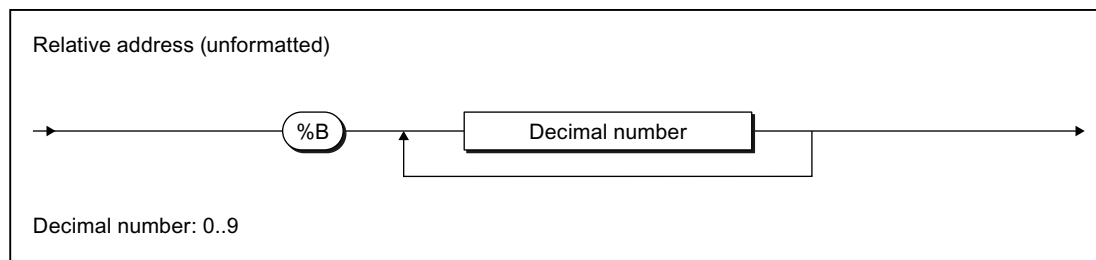 Relative address (unformatted)
%B
Decimal number
Decimal number: 0..9